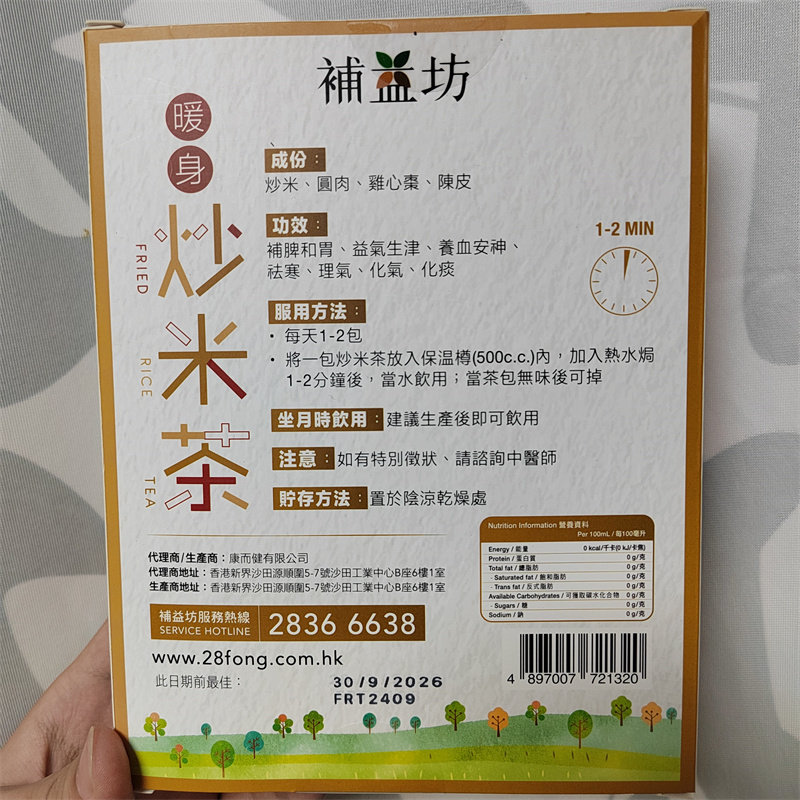 補益坊
暖身
炒米茶
FRIED RICE TEA
成份：
炒米、圓肉、雞心棗、陳皮
功效：
補脾和胃、益氣生津、養血安神、
祛寒、理氣、化氣、化痰
1-2 MIN
服用方法：
· 每天1-2包
· 將一包炒米茶放入保温樽(500c.c.)內，加入熱水焗
1-2分鐘後，當水飲用；當茶包無味後可掉
坐月時飲用：建議生產後即可飲用
注意：如有特別徵狀、請諮詢中醫師
貯存方法：置於陰涼乾燥處
Nutrition Information 營養資料
Per 100mL / 每100毫升
Energy / 能量 0 kcal/千卡(0 kJ/千焦)
Protein / 蛋白質 0 g/克
Total fat / 總脂肪 0 g/克
- Saturated fat / 飽和脂肪 0 g/克
- Trans fat / 反式脂肪 0 g/克
Available Carbohydrates / 可獲取碳水化合物 0 g/克
- Sugars / 糖 0 g/克
Sodium / 鈉 0 g/克
代理商/生產商：康而健有限公司
代理商地址：香港新界沙田源順圍5-7號沙田工業中心B座6樓1室
生產商地址：香港新界沙田源順圍5-7號沙田工業中心B座6樓1室
補益坊服務熱線
SERVICE HOTLINE
2836 6638
www.28fong.com.hk
此日期前最佳：
30/9/2026
FRT2409
4 897007 721320